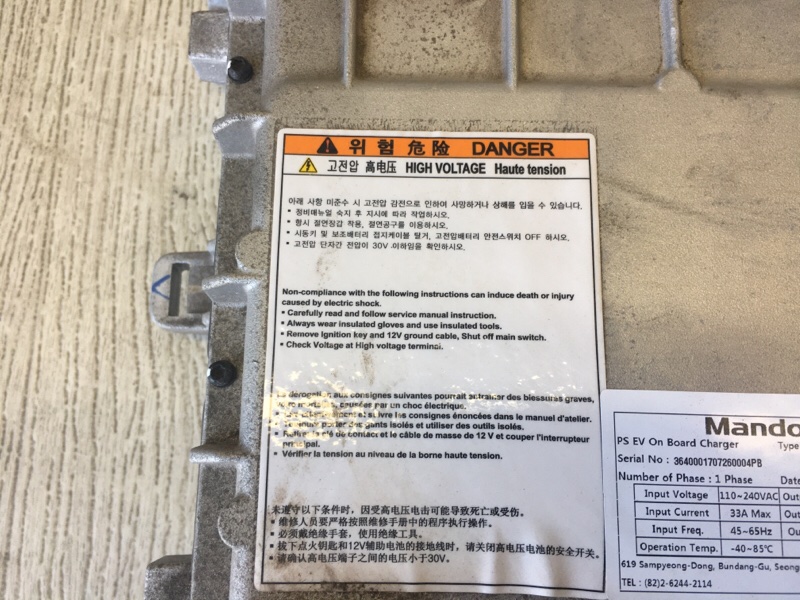 위 험 危 险 DANGER
고전압 高电压 HIGH VOLTAGE Haute tension
아래 사항 미준수 시 고전압 감전으로 인하여 사망하거나 상해를 입을 수 있습니다.
• 정비매뉴얼 숙지 후 지시에 따라 작업하시오.
• 항시 절연장갑 착용, 절연공구를 이용하시오.
• 시동키 및 보조배터리 접지케이블 탈거, 고전압배터리 안전스위치 OFF 하시오.
• 고전압 단자간 전압이 30V 이하임을 확인하시오.
Non-compliance with the following instructions can induce death or injury
caused by electric shock.
• Carefully read and follow service manual instruction.
• Always wear insulated gloves and use insulated tools.
• Remove Ignition key and 12V ground cable, Shut off main switch.
• Check Voltage at High voltage terminal.
déroger aux consignes suivantes pourrait entraîner des blessures graves,
causées par un choc électrique.
et suivre les consignes énoncées dans le manuel d'atelier.
porter des gants isolés et utiliser des outils isolés.
clé de contact et le câble de masse de 12 V et couper l'interrupteur
principal.
• Vérifier la tension au niveau de la borne haute tension.
未遵守以下条件时，因受高电压电击可能导致死亡或受伤。
• 维修人员要严格按照维修手册中的程序执行操作。
• 必须戴绝缘手套，使用绝缘工具。
• 拔下点火钥匙和12V辅助电池的接地线时，请关闭高电压电池的安全开关。
• 请确认高电压端子之间的电压小于30V.
Mando
PS EV On Board Charger Type
Serial No : 3640001707260004PB
Number of Phase : 1 Phase Date
Input Voltage 110~240VAC Out
Input Current 33A Max Out
Input Freq. 45~65Hz Ou
Operation Temp. -40~85℃
619 Sampyeong-Dong, Bundang-Gu, Seong
TEL : (82)2-6244-2114